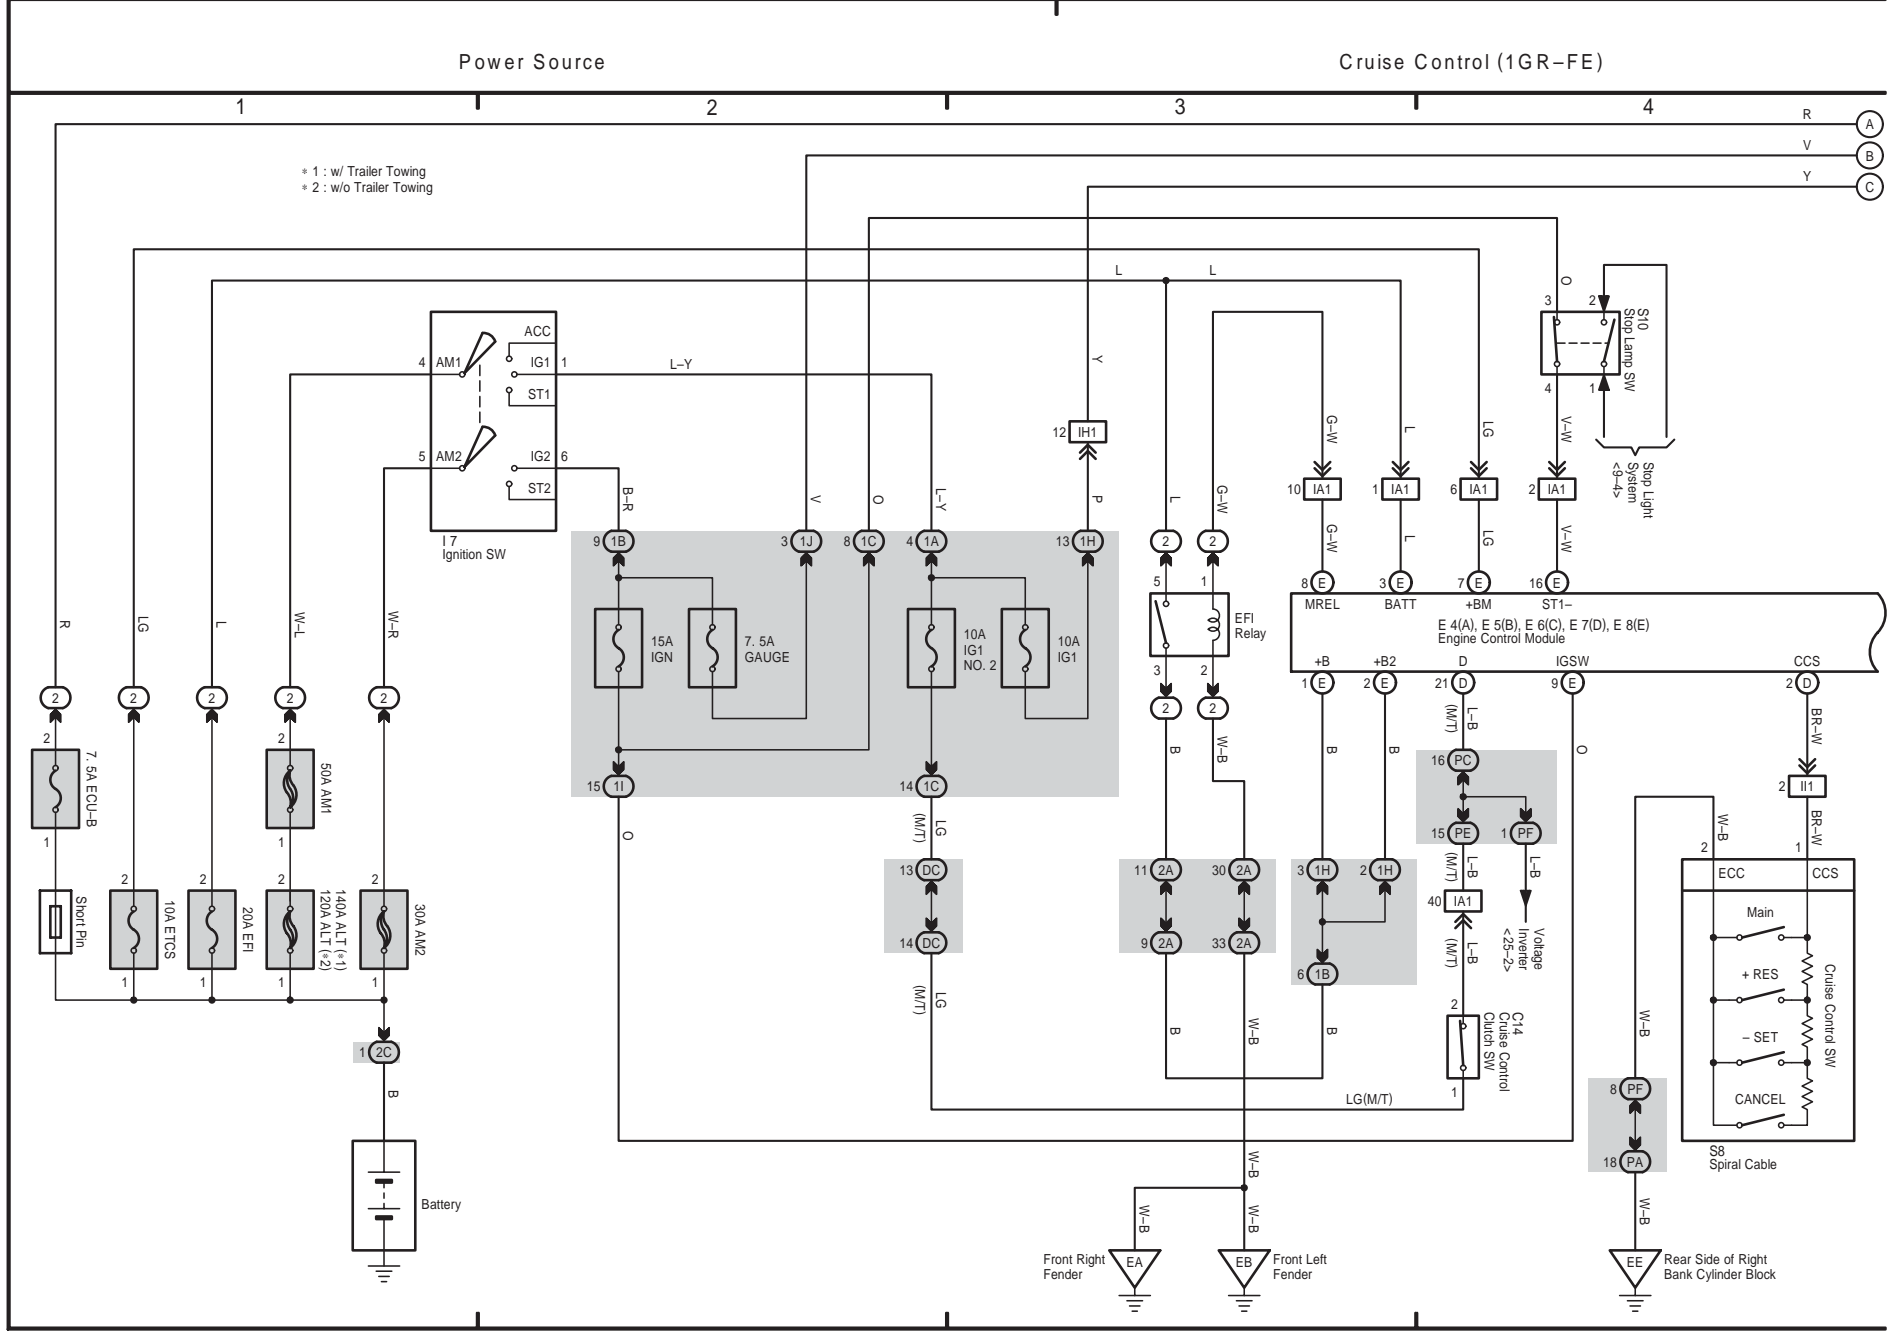 Power Source
Cruise Control (1GR–FE)
1
2
3
4
R
A
V
B
Y
C
∗ 1 : w/ Trailer Towing
∗ 2 : w/o Trailer Towing
L
L
O
3
2
S10
Stop Lamp SW
4
1
ACC
4
AM1
IG1
1
L–Y
ST1
5
AM2
IG2
6
ST2
I 7
Ignition SW
Y
12
IH1
G–W
L
LG
V–W
Stop Light
System
<9–4>
10
IA1
1
IA1
6
IA1
2
IA1
B–R
V
O
L–Y
P
L
G–W
G–W
L
LG
V–W
9
1B
3
1J
8
1C
4
1A
13
1H
2
2
5
1
8
E
3
E
7
E
16
E
MREL
BATT
+BM
ST1–
EFI
Relay
E 4(A), E 5(B), E 6(C), E 7(D), E 8(E)
Engine Control Module
R
LG
L
W–L
W–R
15A
IGN
7. 5A
GAUGE
10A
IG1
NO. 2
10A
IG1
3
2
+B
+B2
D
IGSW
CCS
1
E
2
E
21
D
9
E
2
D
2
2
2
2
2
2
2
B
W–B
B
B
L–B
(M/T)
O
BR–W
2
7. 5A ECU–B
1
2
50A AM1
1
15
1I
14
1C
16
PC
2
II1
O
LG
(M/T)
15
PE
1
PF
BR–W
W–B
2
1
13
DC
11
2A
30
2A
3
1H
2
1H
L–B
(M/T)
L–B
ECC
CCS
Short Pin
2
10A ETCS
1
2
20A EFI
1
2
140A ALT (∗1)
120A ALT (∗2)
1
2
30A AM2
1
40
IA1
Main
14
DC
9
2A
33
2A
6
1B
L–B
(M/T)
Voltage
Inverter
<25–2>
+ RES
Cruise Control SW
LG
(M/T)
B
W–B
B
2
C14
Cruise Control
Clutch SW
1
W–B
– SET
1
2C
B
LG(M/T)
8
PF
CANCEL
S8
Spiral Cable
18
PA
Battery
W–B
W–B
W–B
W–B
Front Right
Fender
EA
EB
Front Left
Fender
EE
Rear Side of Right
Bank Cylinder Block